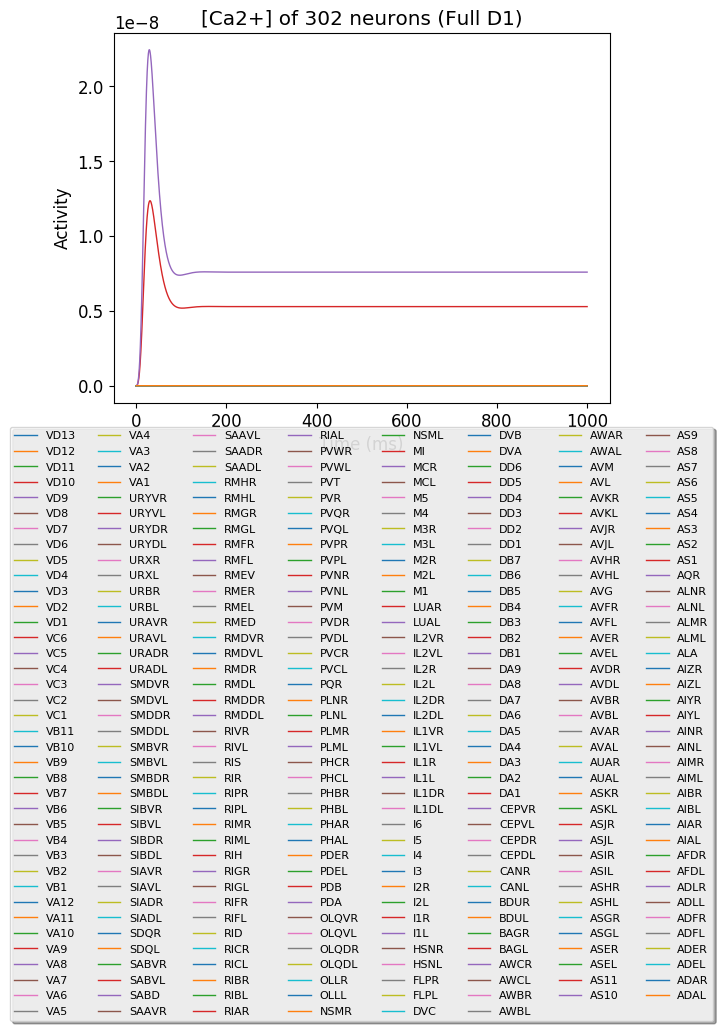 [Ca2+] of 302 neurons (Full D1)
1e−8
2.0
1.5
1.0
0.5
0.0
Activity
0 200 400 600 800 1000
Time (ms)
VD13
VD12
VD11
VD10
VD9
VD8
VD7
VD6
VD5
VD4
VD3
VD2
VD1
VC6
VC5
VC4
VC3
VC2
VC1
VB11
VB10
VB9
VB8
VB7
VB6
VB5
VB4
VB3
VB2
VB1
VA12
VA11
VA10
VA9
VA8
VA7
VA6
VA5
VA4
VA3
VA2
VA1
URYVR
URYVL
URYDR
URYDL
URXR
URXL
URBR
URBL
URAVR
URAVL
URADR
URADL
SMDVR
SMDVL
SMDDR
SMDDL
SMBVR
SMBVL
SMBDR
SMBDL
SIBVR
SIBVL
SIBDR
SIBDL
SIAVR
SIAVL
SIADR
SIADL
SDQR
SDQL
SABVR
SABVL
SABD
SAAVR
SAAVL
SAADR
SAADL
RMHR
RMHL
RMGR
RMGL
RMFR
RMFL
RMEV
RMER
RMEL
RMED
RMDVR
RMDVL
RMDR
RMDL
RMDDR
RMDDL
RIVR
RIVL
RIS
RIR
RIPR
RIPL
RIMR
RIML
RIH
RIGR
RIGL
RIFR
RIFL
RID
RICR
RICL
RIBR
RIBL
RIAR
RIAL
PVWR
PVWL
PVT
PVR
PVQR
PVQL
PVPR
PVPL
PVNR
PVNL
PVM
PVDR
PVDL
PVCR
PVCL
PQR
PLNR
PLNL
PLMR
PLML
PHCR
PHCL
PHBR
PHBL
PHAR
PHAL
PDER
PDEL
PDB
PDA
OLQVR
OLQVL
OLQDR
OLQDL
OLLR
OLLL
NSMR
NSML
MI
MCR
MCL
M5
M4
M3R
M3L
M2R
M2L
M1
LUAR
LUAL
IL2VR
IL2VL
IL2R
IL2L
IL2DR
IL2DL
IL1VR
IL1VL
IL1R
IL1L
IL1DR
IL1DL
I6
I5
I4
I3
I2R
I2L
I1R
I1L
HSNR
HSNL
FLPR
FLPL
DVC
DVB
DVA
DD6
DD5
DD4
DD3
DD2
DD1
DB7
DB6
DB5
DB4
DB3
DB2
DB1
DA9
DA8
DA7
DA6
DA5
DA4
DA3
DA2
DA1
CEPVR
CEPVL
CEPDR
CEPDL
CANR
CANL
BDUR
BDUL
BAGR
BAGL
AWCR
AWCL
AWBR
AWBL
AWAR
AWAL
AVM
AVL
AVKR
AVKL
AVJR
AVJL
AVHR
AVHL
AVG
AVFR
AVFL
AVER
AVEL
AVDR
AVDL
AVBR
AVBL
AVAR
AVAL
AUAR
AUAL
ASKR
ASKL
ASJR
ASJL
ASIR
ASIL
ASHR
ASHL
ASGR
ASGL
ASER
ASEL
AS11
AS10
AS9
AS8
AS7
AS6
AS5
AS4
AS3
AS2
AS1
AQR
ALNR
ALNL
ALMR
ALML
ALA
AIZR
AIZL
AIYR
AIYL
AINR
AINL
AIMR
AIML
AIBR
AIBL
AIAR
AIAL
AFDR
AFDL
ADLR
ADLL
ADFR
ADFL
ADER
ADEL
ADAR
ADAL